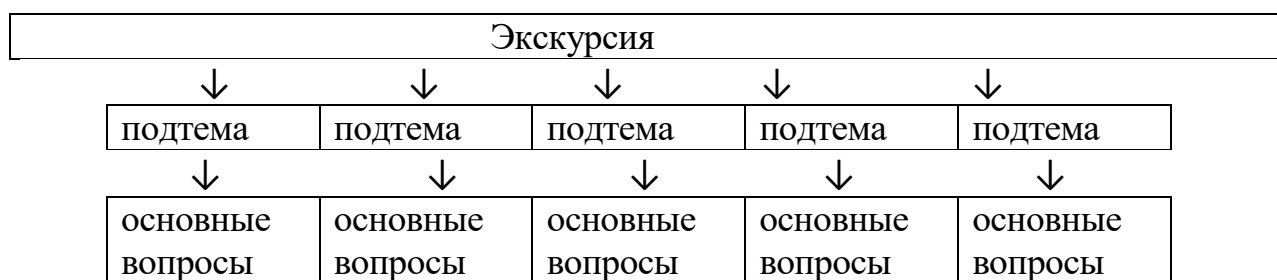 Экскурсия
↓ ↓ ↓ ↓ ↓
подтема подтема подтема подтема подтема
↓ ↓ ↓ ↓ ↓
основные основные основные основные основные
вопросы вопросы вопросы вопросы вопросы